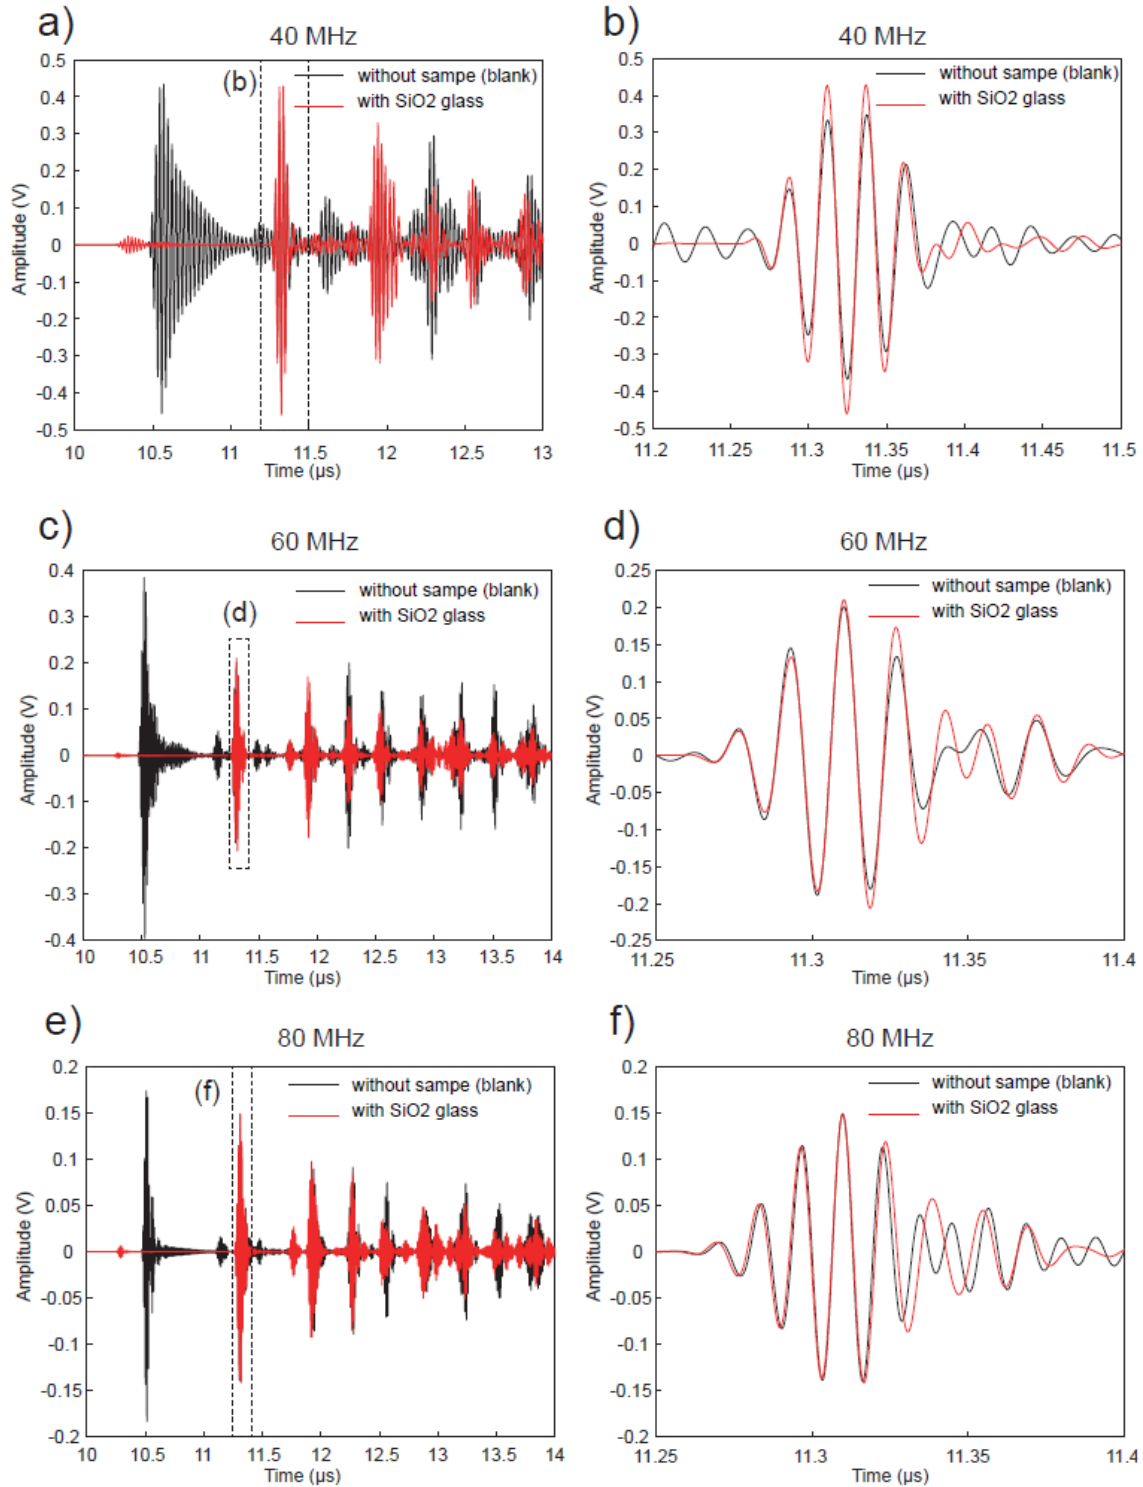 a)
40 MHz
(b)
without sampe (blank)
with SiO2 glass
0.5
0.4
0.3
0.2
0.1
0
-0.1
-0.2
-0.3
-0.4
-0.5
Amplitude (V)
10 10.5 11 11.5 12 12.5 13
Time (µs)
b)
40 MHz
without sampe (blank)
with SiO2 glass
0.5
0.4
0.3
0.2
0.1
0
-0.1
-0.2
-0.3
-0.4
-0.5
Amplitude (V)
11.2 11.25 11.3 11.35 11.4 11.45 11.5
Time (µs)
c)
60 MHz
(d)
without sampe (blank)
with SiO2 glass
0.4
0.3
0.2
0.1
0
-0.1
-0.2
-0.3
-0.4
Amplitude (V)
10 10.5 11 11.5 12 12.5 13 13.5 14
Time (µs)
d)
60 MHz
without sampe (blank)
with SiO2 glass
0.25
0.2
0.15
0.1
0.05
0
-0.05
-0.1
-0.15
-0.2
-0.25
Amplitude (V)
11.25 11.3 11.35 11.4
Time (µs)
e)
80 MHz
(f)
without sampe (blank)
with SiO2 glass
0.2
0.15
0.1
0.05
0
-0.05
-0.1
-0.15
-0.2
Amplitude (V)
10 10.5 11 11.5 12 12.5 13 13.5 14
Time (µs)
f)
80 MHz
without sampe (blank)
with SiO2 glass
0.2
0.15
0.1
0.05
0
-0.05
-0.1
-0.15
-0.2
Amplitude (V)
11.25 11.3 11.35 11.4
Time (µs)